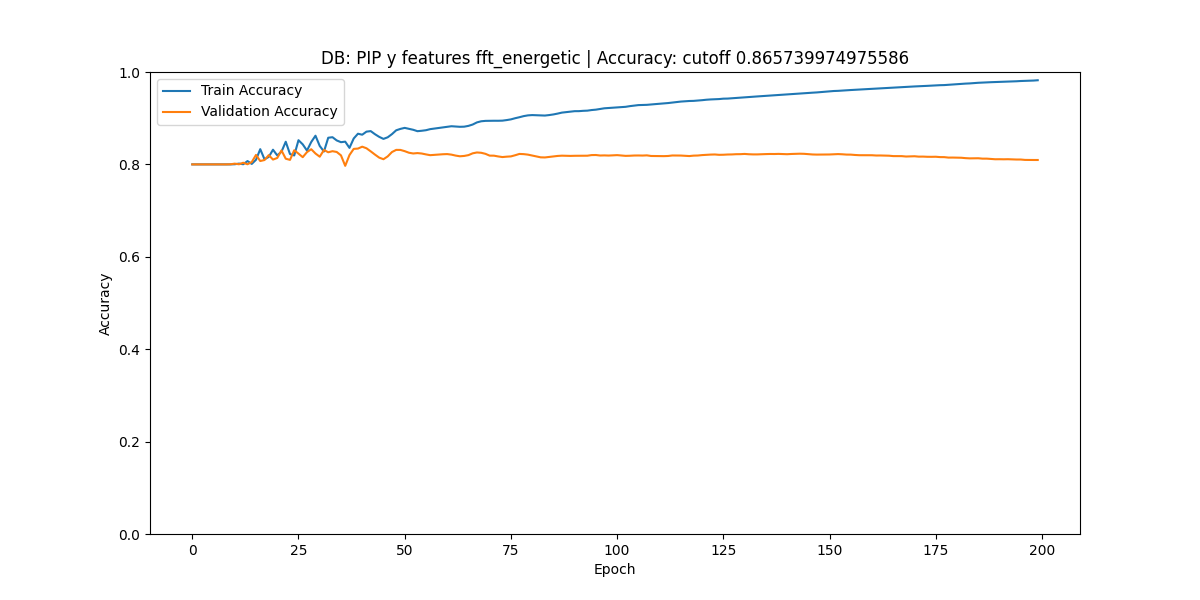 DB: PIP y features fft_energetic | Accuracy: cutoff 0.865739974975586
Train Accuracy
Validation Accuracy
1.0
0.8
0.6
0.4
0.2
0.0
Accuracy
0 25 50 75 100 125 150 175 200
Epoch